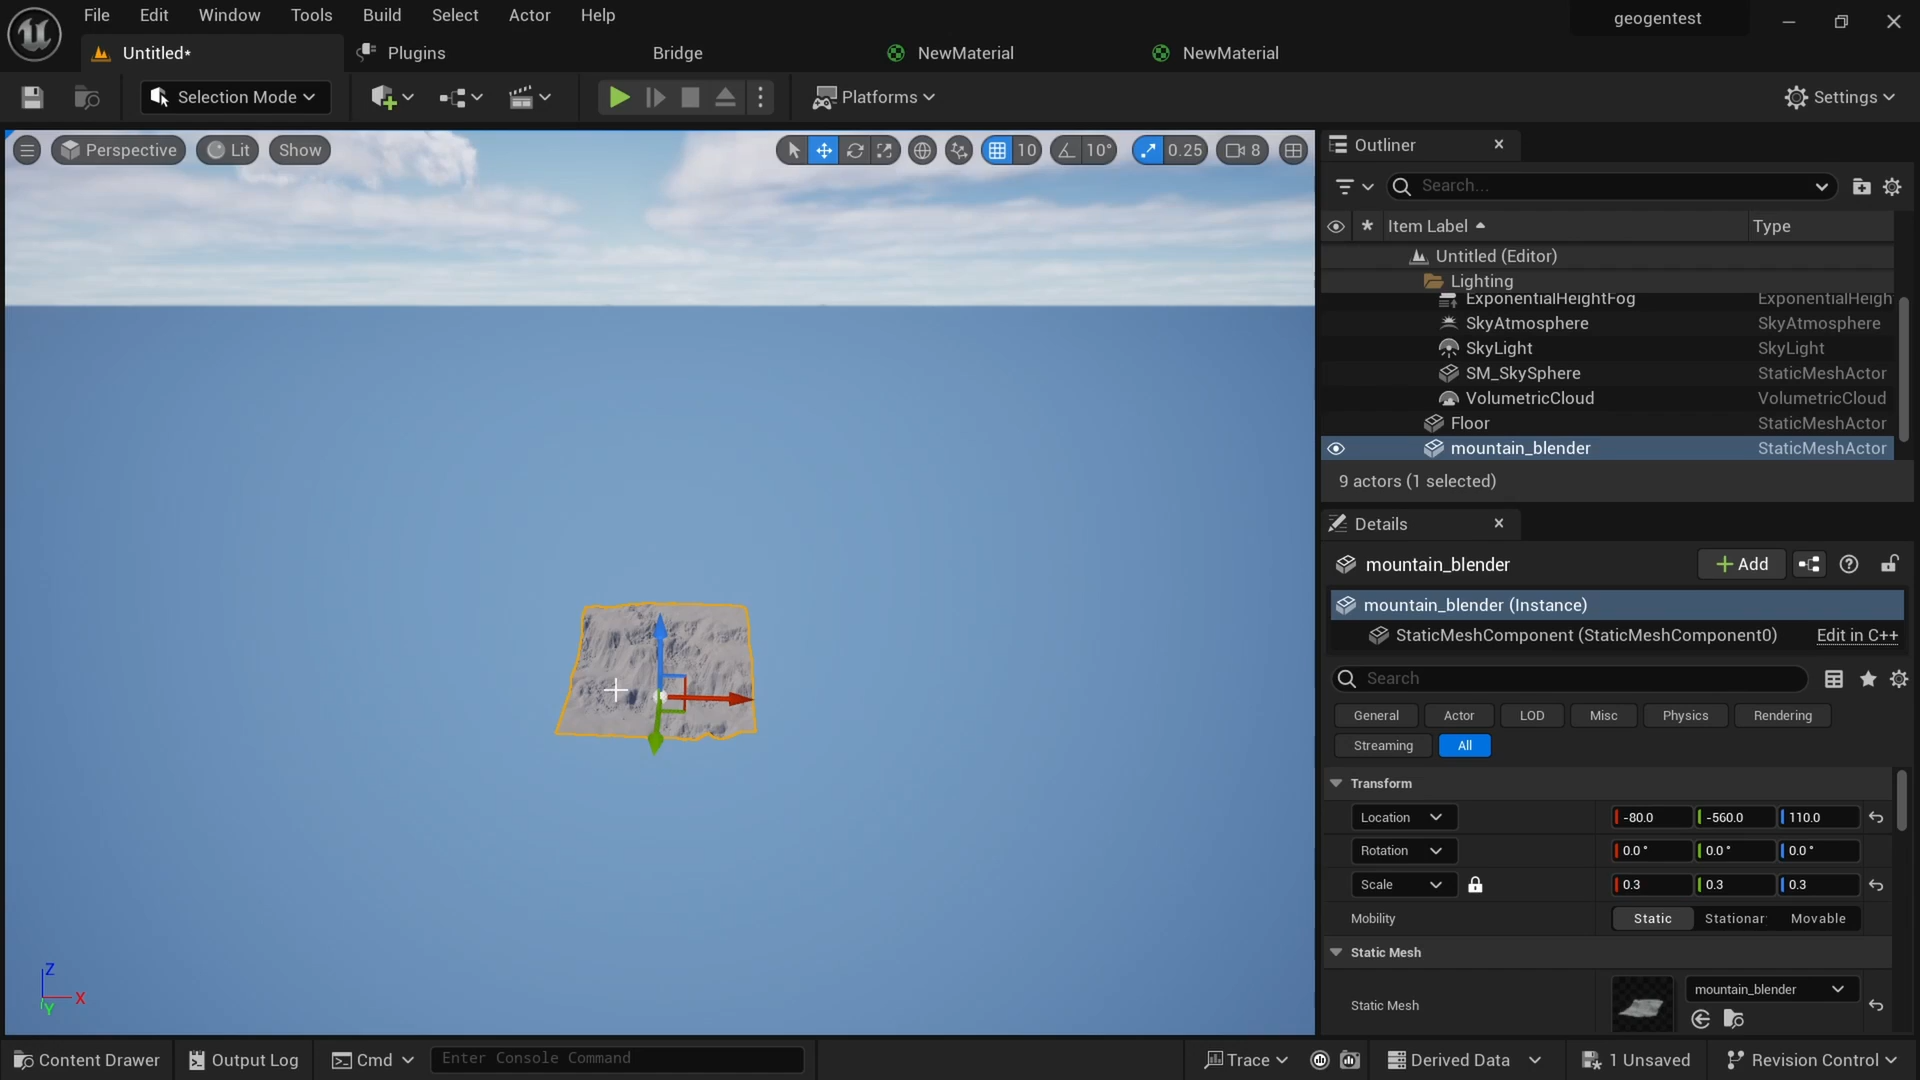 File Edit Window Tools Build Select Actor Help
geogentest
Untitled*
Plugins
Bridge
NewMaterial
NewMaterial
Selection Mode
Platforms
Settings
Perspective
Lit
Show
10
10°
0.25
8
Outliner
Search...
Item Label
Type
Untitled (Editor)
Lighting
ExponentialHeightFog ExponentialHeigh
SkyAtmosphere SkyAtmosphere
SkyLight SkyLight
SM_SkySphere StaticMeshActor
VolumetricCloud VolumetricCloud
Floor StaticMeshActor
mountain_blender StaticMeshActor
9 actors (1 selected)
Details
mountain_blender
Add
mountain_blender (Instance)
StaticMeshComponent (StaticMeshComponent0) Edit in C++
Search
General Actor LOD Misc Physics Rendering
Streaming All
Transform
Location -80.0 -560.0 110.0
Rotation 0.0 ° 0.0 ° 0.0 °
Scale 0.3 0.3 0.3
Mobility Static Stationar Movable
Static Mesh
Static Mesh mountain_blender
Z
X
Y
Content Drawer
Output Log
Cmd
Enter Console Command
Trace
Derived Data
1 Unsaved
Revision Control